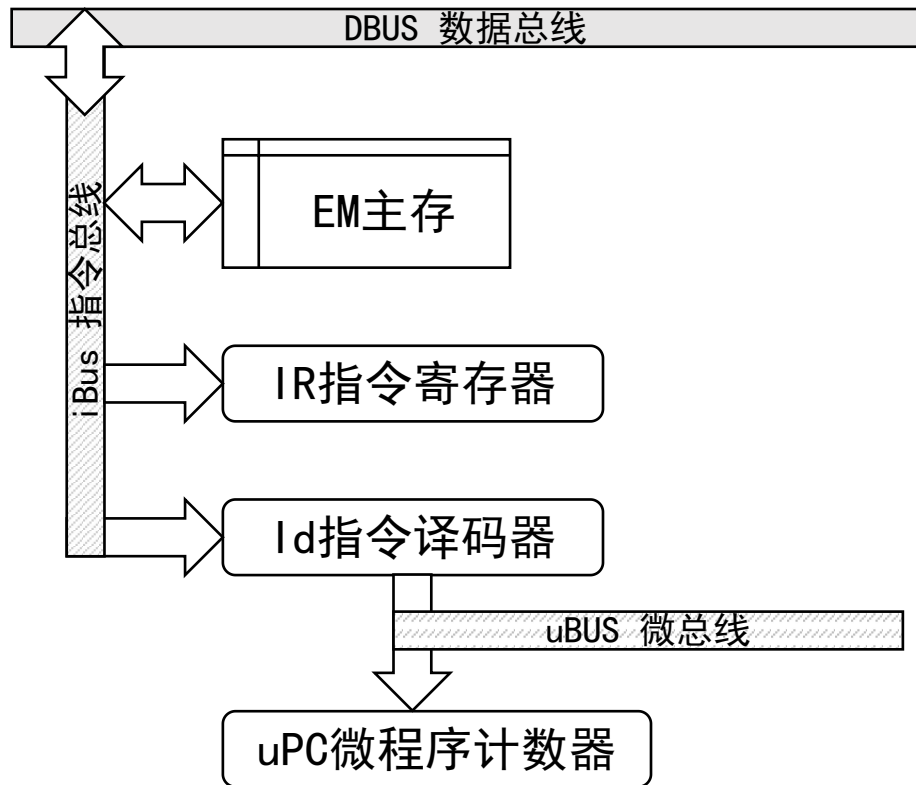 DBUS 数据总线
iBus 指令总线
EM主存
IR指令寄存器
Id指令译码器
uBUS 微总线
uPC微程序计数器